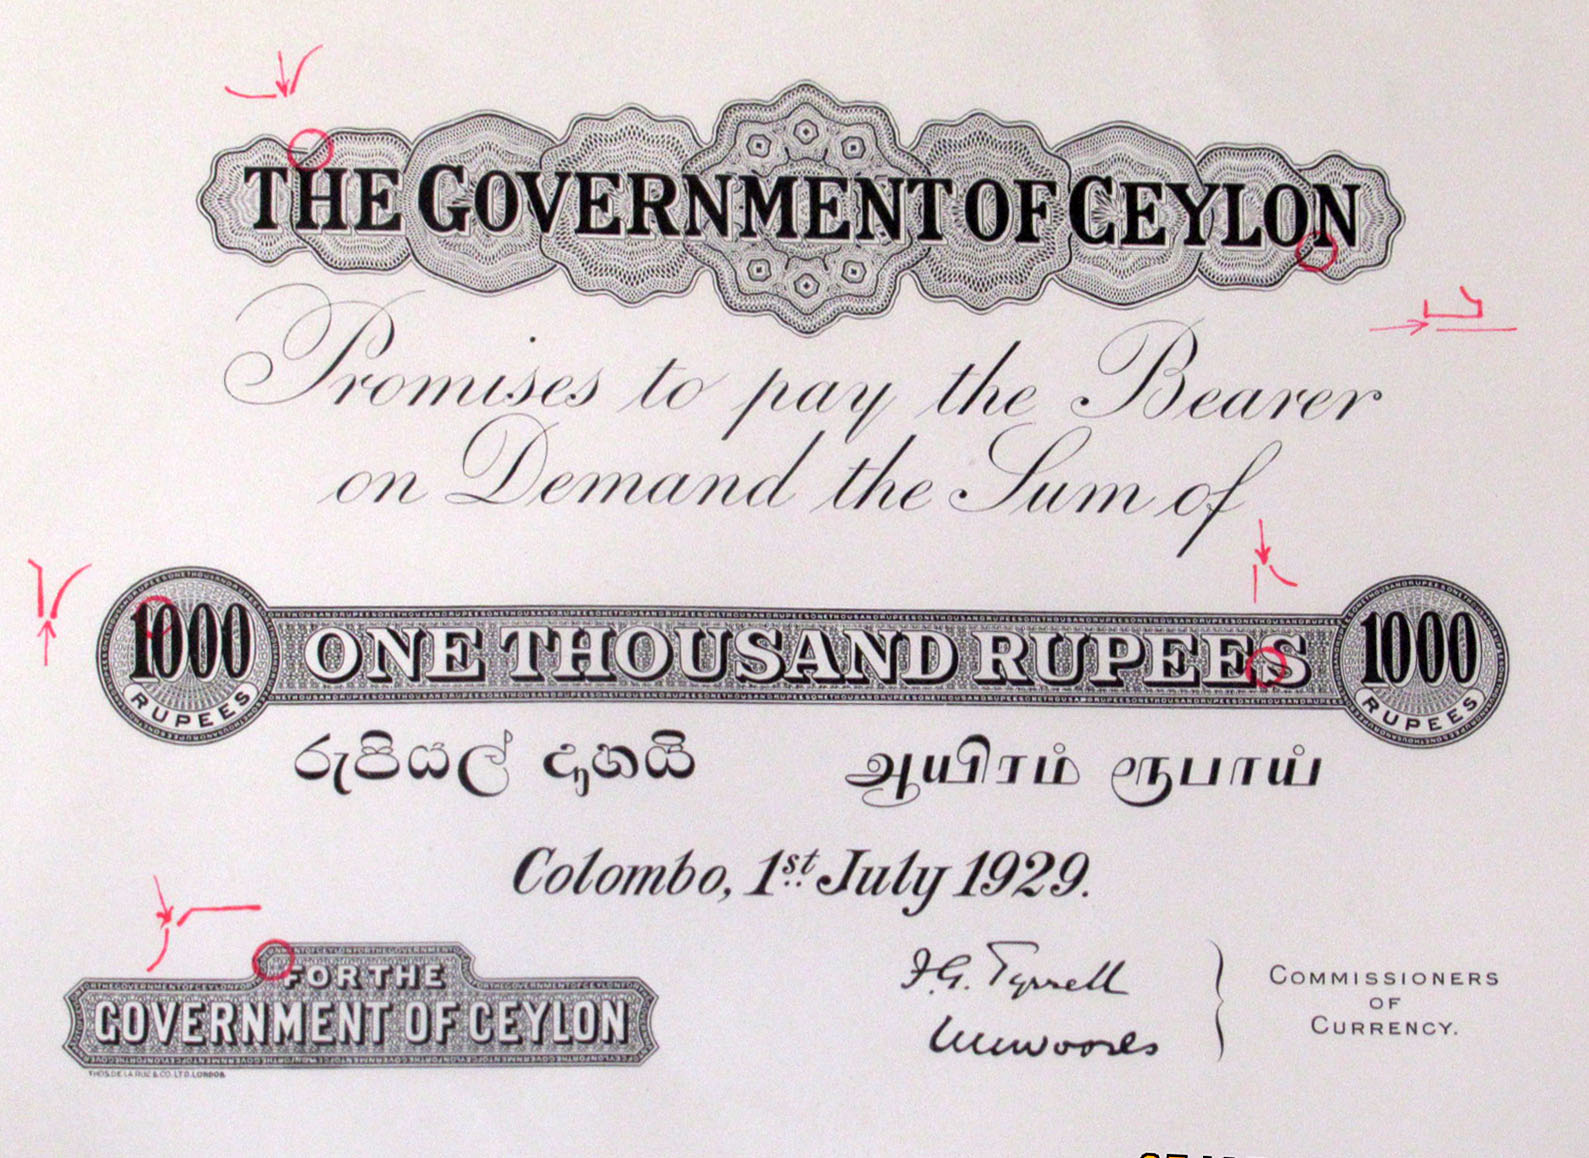 THE GOVERNMENT OF CEYLON
Promises to pay the Bearer
on Demand the Sum of
1000 RUPEES ONE THOUSAND RUPEES 1000 RUPEES
රුපියල් දාහයි ஆயிரம் ரூபாய்
Colombo, 1st. July 1929.
FOR THE
GOVERNMENT OF CEYLON
THOS. DE LA RUE & CO. LTD. LONDON.
COMMISSIONERS
OF
CURRENCY.